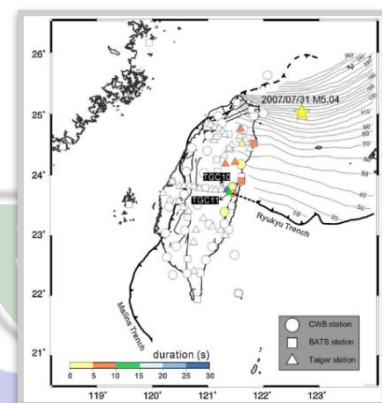 26°
25°
24°
23°
22°
21°
2007/07/31 M5.04
TGC10
TGC11
Ryukyu Trench
Malina Trench
CWB station
BATS station
Taiger station
duration (s)
0 5 10 15 20 25 30
119° 120° 121° 122° 123°